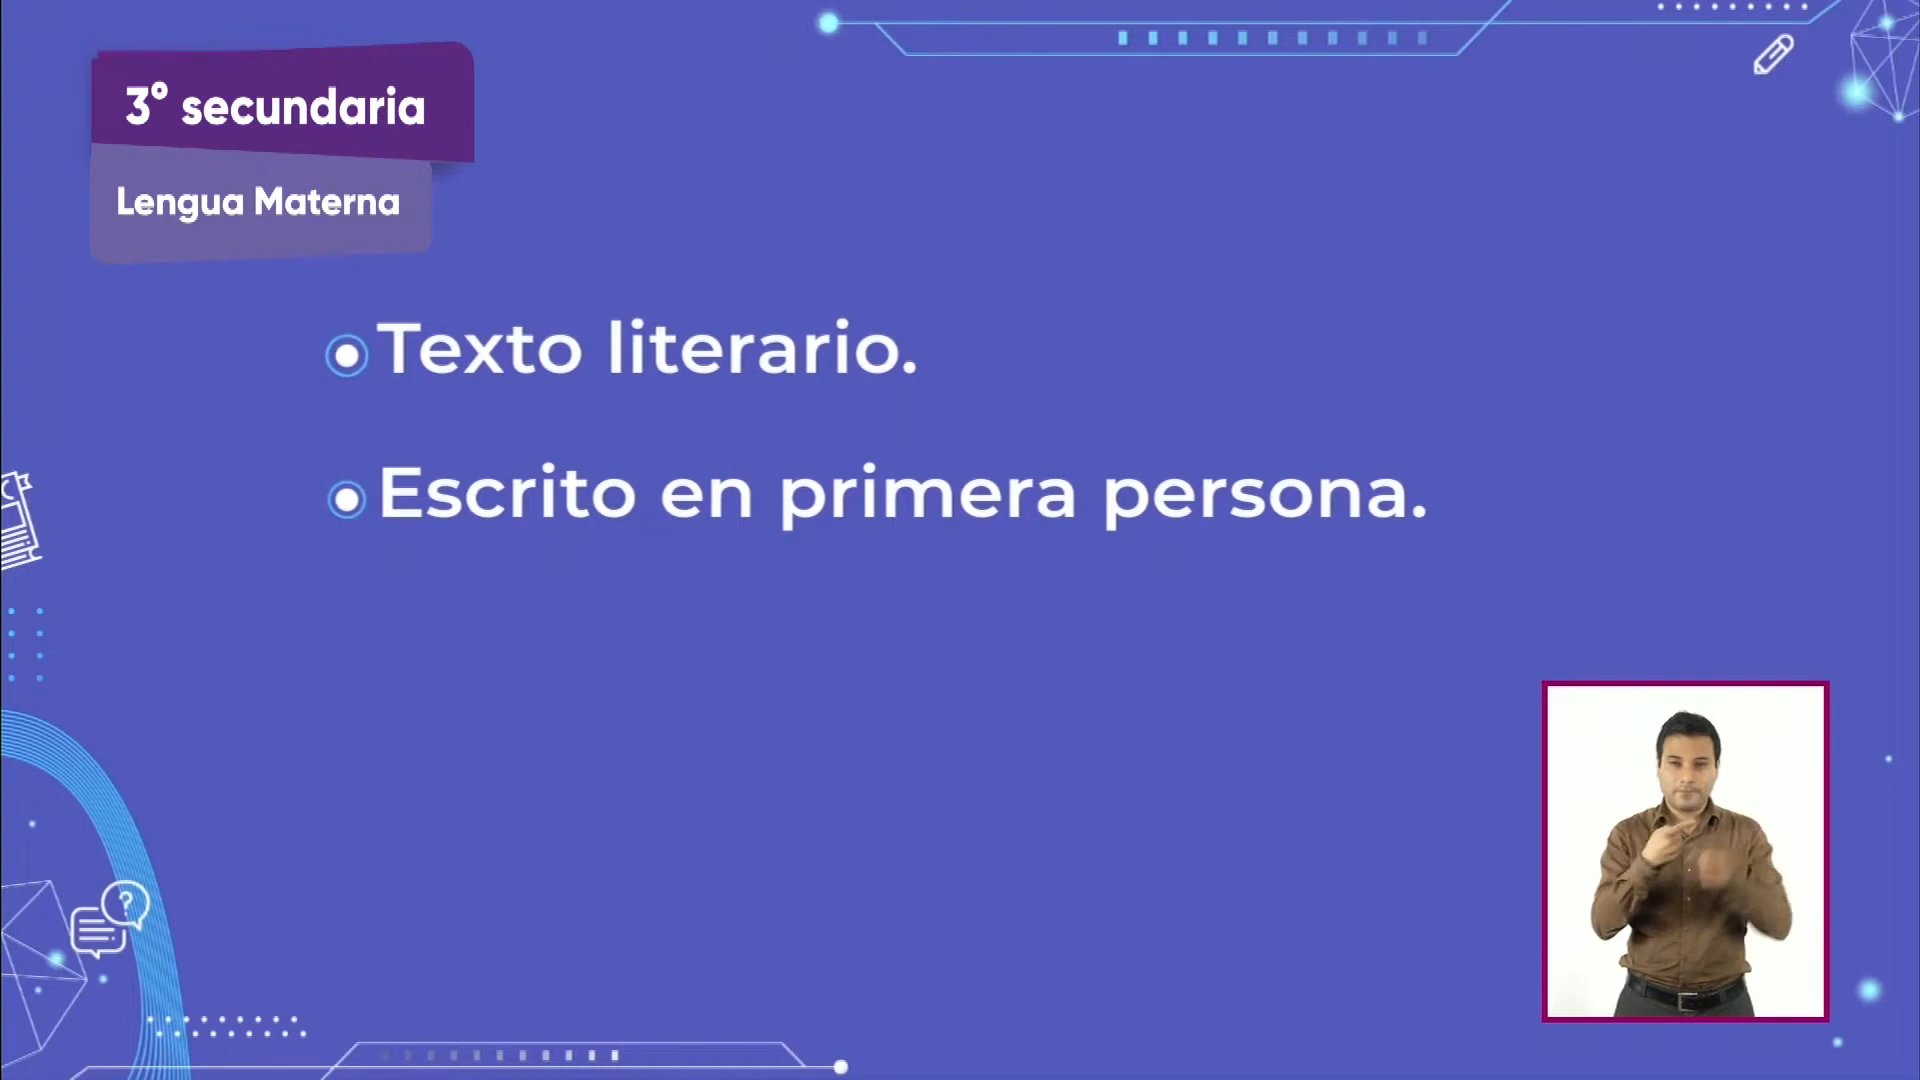 3° secundaria
Lengua Materna
Texto literario.
Escrito en primera persona.
?